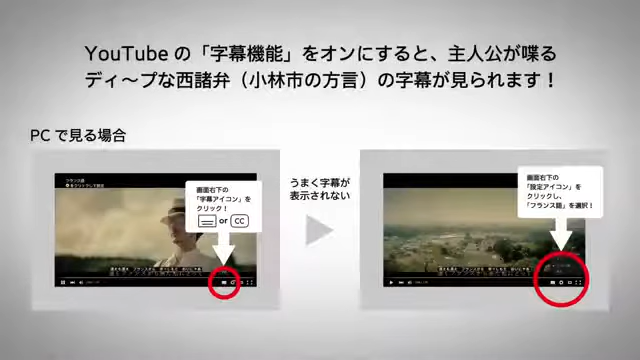 YouTube の「字幕機能」をオンにすると、主人公が喋る
ディ〜プな西諸弁（小林市の方言）の字幕が見られます！
PC で見る場合
画面右下の
「字幕アイコン」を
クリック！
or CC
うまく字幕が
表示されない
画面右下の
「設定アイコン」を
クリックし、
「フランス語」を選択！